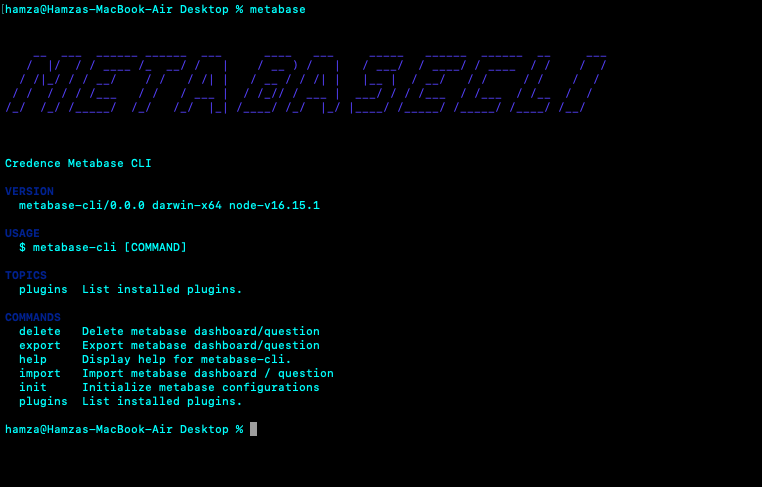 hamza@Hamzas-MacBook-Air Desktop % metabase
METABASE CLI
Credence Metabase CLI
VERSION
metabase-cli/0.0.0 darwin-x64 node-v16.15.1
USAGE
$ metabase-cli [COMMAND]
TOPICS
plugins  List installed plugins.
COMMANDS
delete   Delete metabase dashboard/question
export   Export metabase dashboard/question
help     Display help for metabase-cli.
import   Import metabase dashboard / question
init     Initialize metabase configurations
plugins  List installed plugins.
hamza@Hamzas-MacBook-Air Desktop %